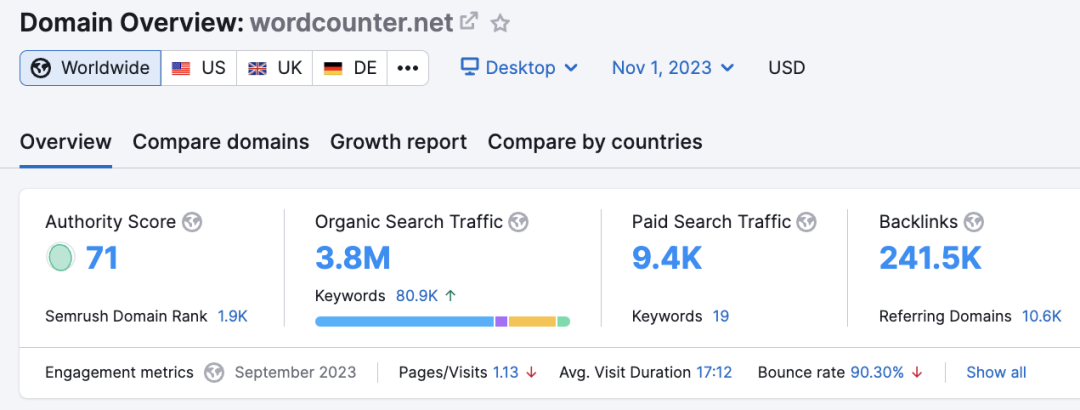 Domain Overview: wordcounter.net
Worldwide US UK DE •••
Desktop Nov 1, 2023 USD
Overview Compare domains Growth report Compare by countries
Authority Score Organic Search Traffic Paid Search Traffic Backlinks
71 3.8M 9.4K 241.5K
Keywords 80.9K ↑
Semrush Domain Rank 1.9K Keywords 19 Referring Domains 10.6K
Engagement metrics September 2023 Pages/Visits 1.13 ↓ Avg. Visit Duration 17:12 Bounce rate 90.30% ↓ Show all